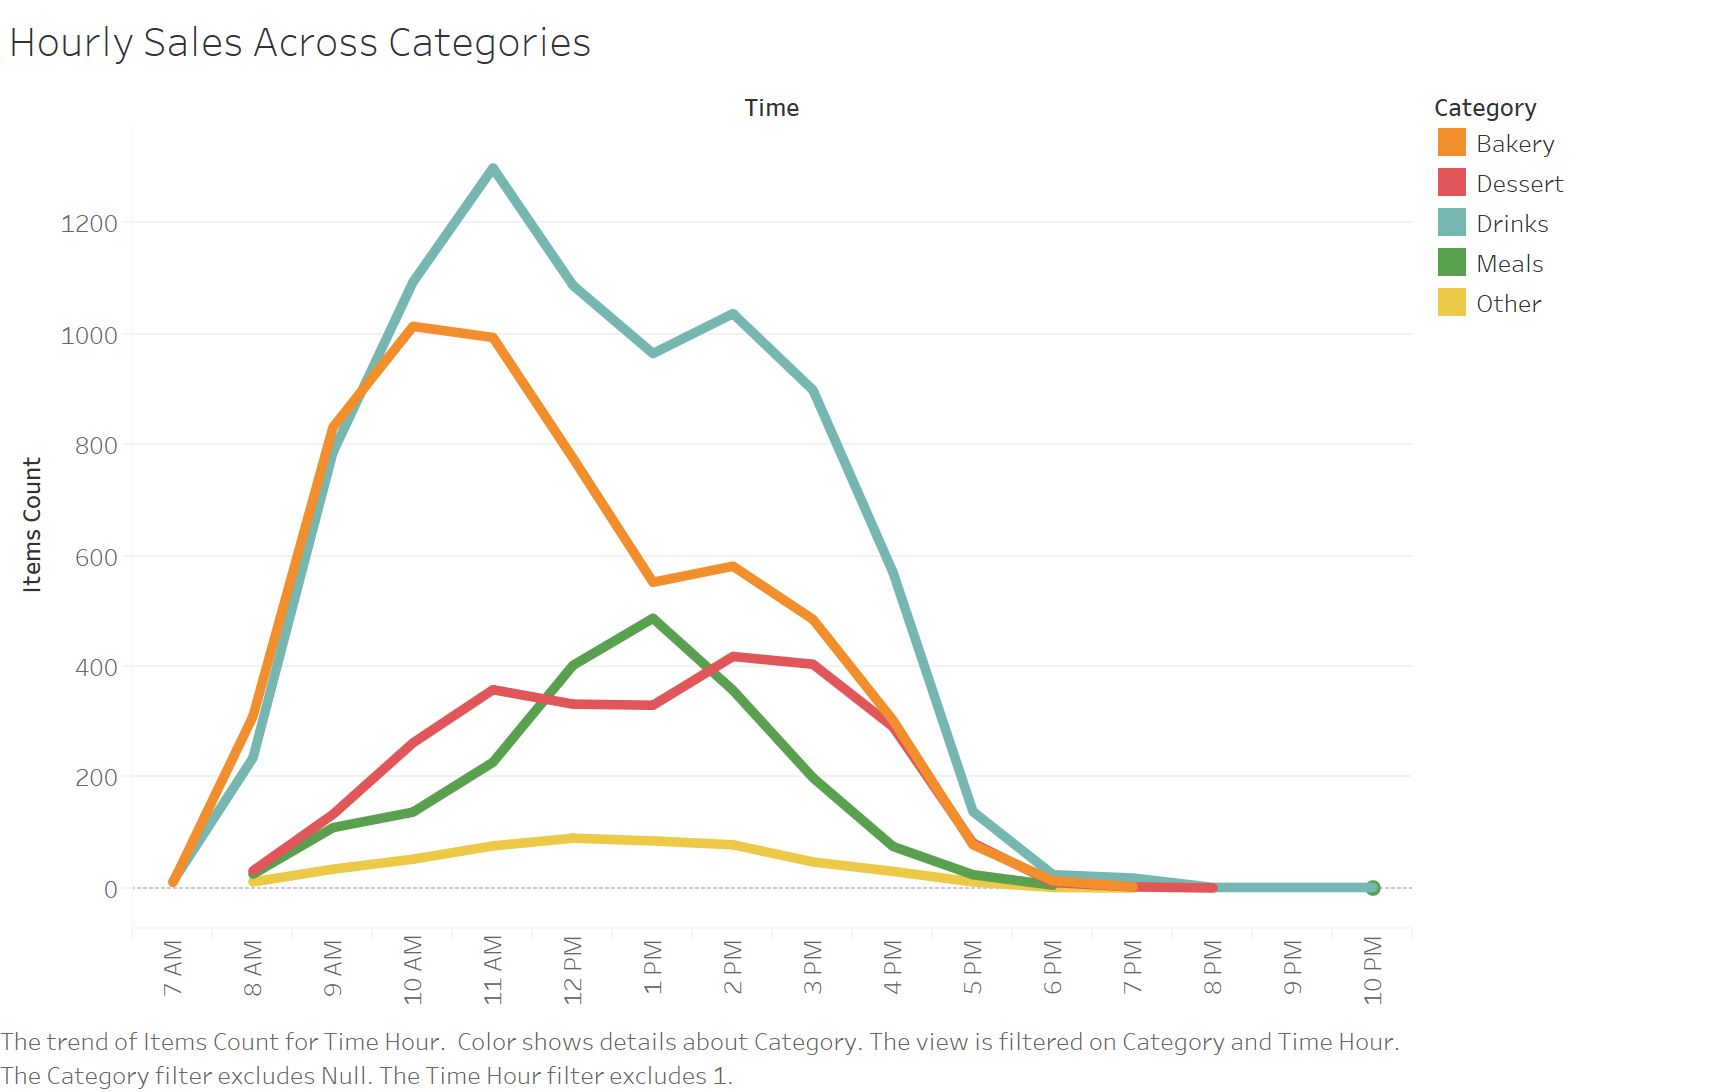 Hourly Sales Across Categories
Time
Category
Bakery
Dessert
Drinks
Meals
Other
Items Count
1200
1000
800
600
400
200
0
7 AM
8 AM
9 AM
10 AM
11 AM
12 PM
1 PM
2 PM
3 PM
4 PM
5 PM
6 PM
7 PM
8 PM
9 PM
10 PM
The trend of Items Count for Time Hour.  Color shows details about Category. The view is filtered on Category and Time Hour.
The Category filter excludes Null. The Time Hour filter excludes 1.